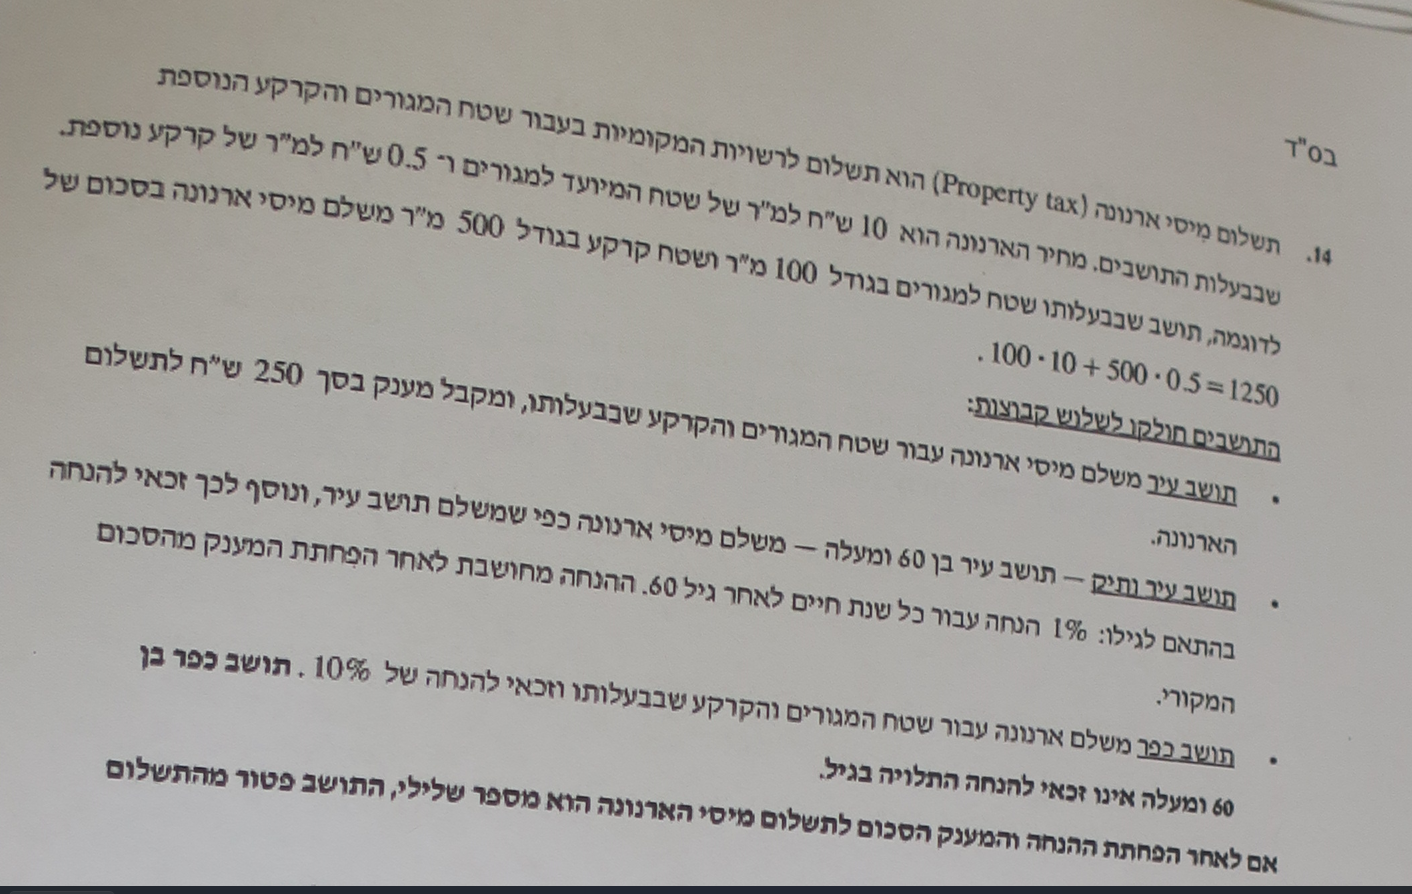 בס"ד
14. תשלום מיסי ארנונה (Property tax) הוא תשלום לרשויות המקומיות בעבור שטח המגורים והקרקע הנוספת
שבבעלות התושבים. מחיר הארנונה הוא 10 ש"ח למ"ר של שטח המיועד למגורים ו- 0.5 ש"ח למ"ר של קרקע נוספת.
לדוגמה, תושב שבבעלותו שטח למגורים בגודל 100 מ"ר ושטח קרקע בגודל 500 מ"ר משלם מיסי ארנונה בסכום של
100 · 10 + 500 · 0.5 = 1250 .
התושבים חולקו לשלוש קבוצות:
• תושב עיר משלם מיסי ארנונה עבור שטח המגורים והקרקע שבבעלותו, ומקבל מענק בסך 250 ש"ח לתשלום
הארנונה.
• תושב עיר ותיק – תושב עיר בן 60 ומעלה – משלם מיסי ארנונה כפי שמשלם תושב עיר, ונוסף לכך זכאי להנחה
בהתאם לגילו: 1% הנחה עבור כל שנת חיים לאחר גיל 60. ההנחה מחושבת לאחר הפחתת המענק מהסכום
המקורי.
• תושב כפר משלם ארנונה עבור שטח המגורים והקרקע שבבעלותו וזכאי להנחה של 10% . תושב כפר בן
60 ומעלה אינו זכאי להנחה התלויה בגיל.
אם לאחר הפחתת ההנחה והמענק הסכום לתשלום מיסי הארנונה הוא מספר שלילי, התושב פטור מהתשלום